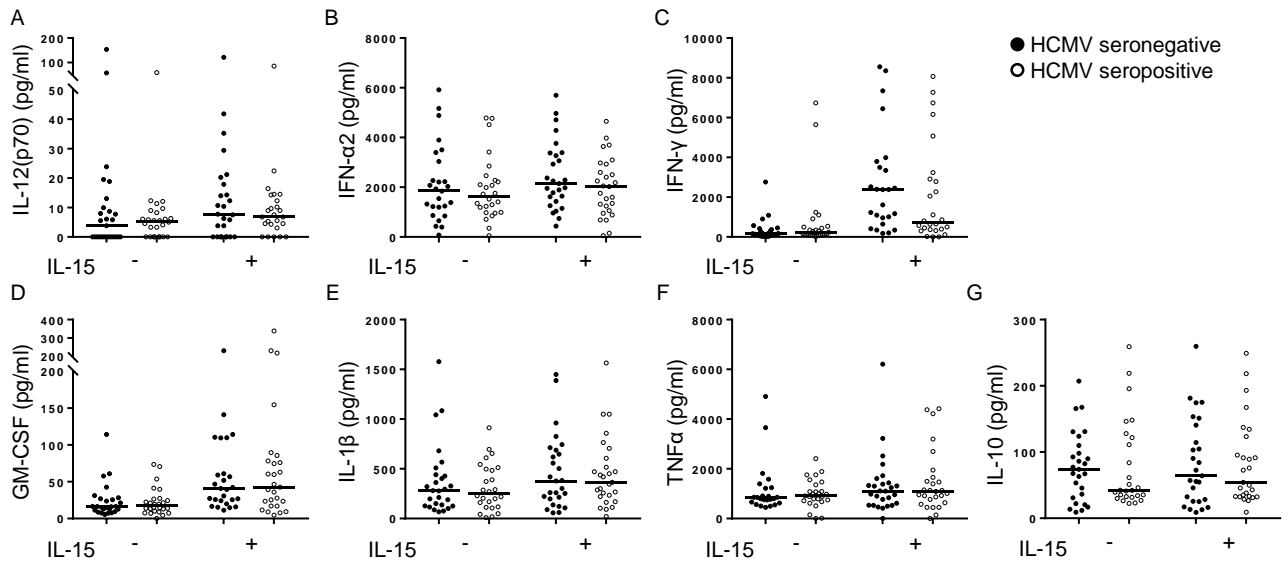 A
IL-12(p70) (pg/ml)
200
150
100
50
50
40
30
20
10
0
IL-15 - +
B
IFN-α2 (pg/ml)
8000
6000
4000
2000
0
- +
C
IFN-γ (pg/ml)
10000
8000
6000
4000
2000
0
IL-15 - +
HCMV seronegative
HCMV seropositive
D
GM-CSF (pg/ml)
400
300
200
200
150
100
50
0
IL-15 - +
E
IL-1β (pg/ml)
2000
1500
1000
500
0
IL-15 - +
F
TNFα (pg/ml)
8000
6000
4000
2000
0
IL-15 - +
G
IL-10 (pg/ml)
300
200
100
0
IL-15 - +